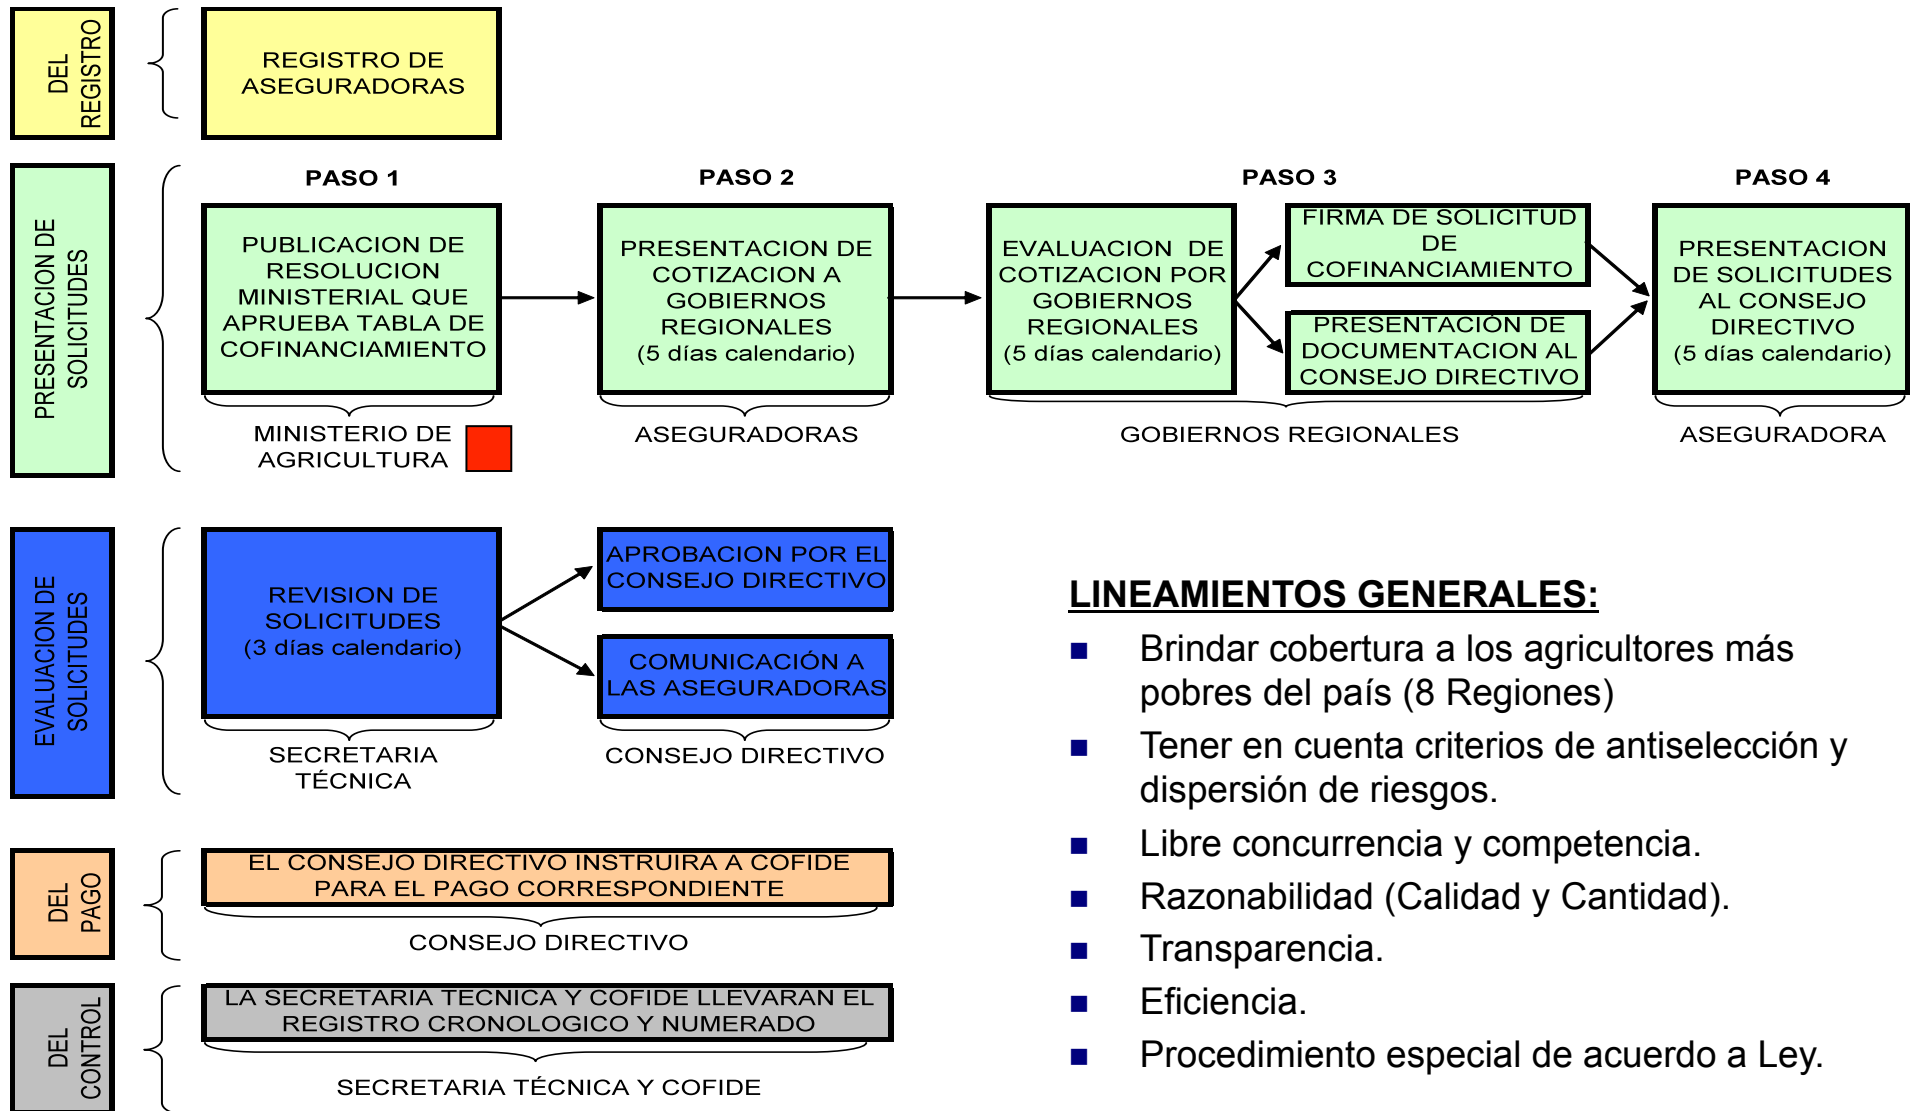 DEL
REGISTRO
REGISTRO DE
ASEGURADORAS
PRESENTACION DE
SOLICITUDES
PASO 1
PUBLICACION DE
RESOLUCION
MINISTERIAL QUE
APRUEBA TABLA DE
COFINANCIAMIENTO
MINISTERIO DE
AGRICULTURA
PASO 2
PRESENTACION DE
COTIZACION A
GOBIERNOS
REGIONALES
(5 días calendario)
ASEGURADORAS
PASO 3
EVALUACION DE
COTIZACION POR
GOBIERNOS
REGIONALES
(5 días calendario)
FIRMA DE SOLICITUD
DE
COFINANCIAMIENTO
PRESENTACIÓN DE
DOCUMENTACION AL
CONSEJO DIRECTIVO
GOBIERNOS REGIONALES
PASO 4
PRESENTACION
DE SOLICITUDES
AL CONSEJO
DIRECTIVO
(5 días calendario)
ASEGURADORA
EVALUACION DE
SOLICITUDES
REVISION DE
SOLICITUDES
(3 días calendario)
SECRETARIA
TÉCNICA
APROBACION POR EL
CONSEJO DIRECTIVO
COMUNICACIÓN A
LAS ASEGURADORAS
CONSEJO DIRECTIVO
DEL
PAGO
EL CONSEJO DIRECTIVO INSTRUIRA A COFIDE
PARA EL PAGO CORRESPONDIENTE
CONSEJO DIRECTIVO
DEL
CONTROL
LA SECRETARIA TECNICA Y COFIDE LLEVARAN EL
REGISTRO CRONOLOGICO Y NUMERADO
SECRETARIA TÉCNICA Y COFIDE
LINEAMIENTOS GENERALES:
Brindar cobertura a los agricultores más
pobres del país (8 Regiones)
Tener en cuenta criterios de antiselección y
dispersión de riesgos.
Libre concurrencia y competencia.
Razonabilidad (Calidad y Cantidad).
Transparencia.
Eficiencia.
Procedimiento especial de acuerdo a Ley.